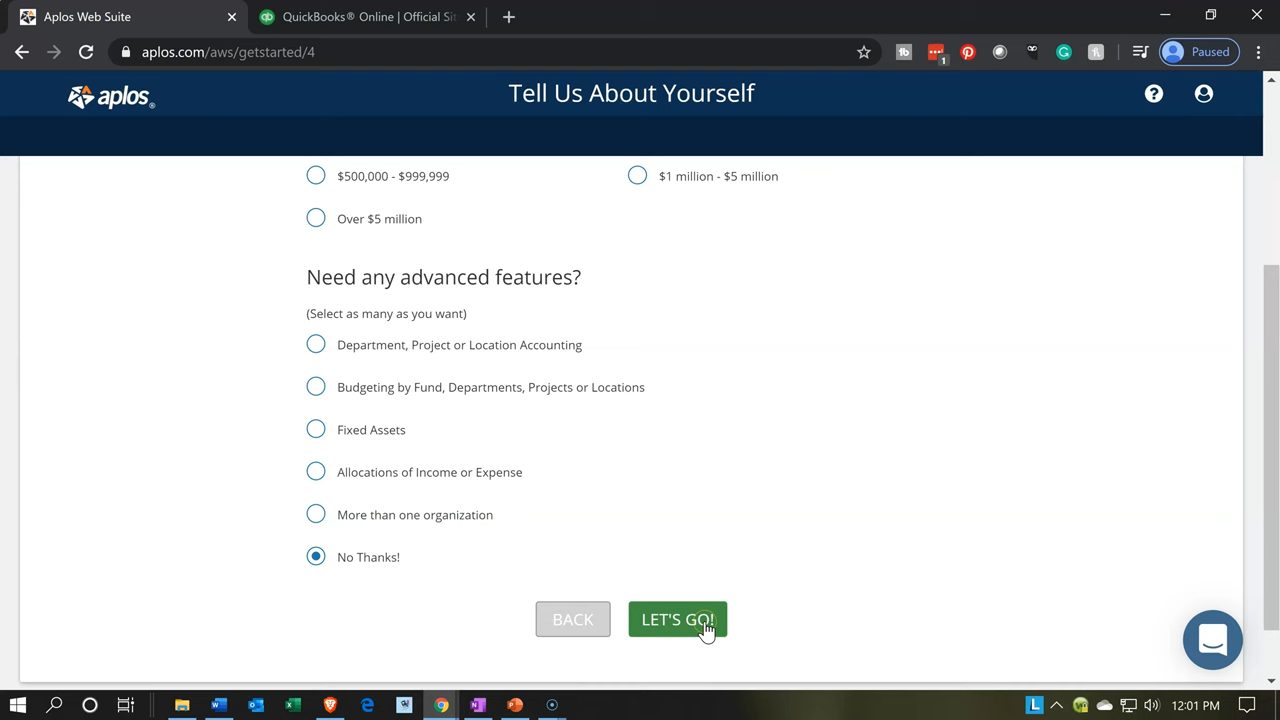 Aplos Web Suite
QuickBooks® Online | Official Sit
aplos.com/aws/getstarted/4
1
Paused
aplos®
Tell Us About Yourself
$500,000 - $999,999
$1 million - $5 million
Over $5 million
Need any advanced features?
(Select as many as you want)
Department, Project or Location Accounting
Budgeting by Fund, Departments, Projects or Locations
Fixed Assets
Allocations of Income or Expense
More than one organization
No Thanks!
BACK
LET'S GO!
12:01 PM